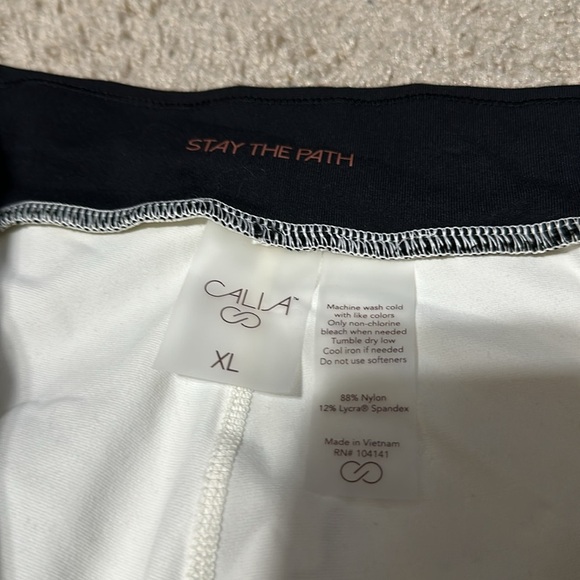 STAY THE PATH
CALIA™
XL
Machine wash cold
with like colors
Only non-chlorine
bleach when needed
Tumble dry low
Cool iron if needed
Do not use softeners
88% Nylon
12% Lycra® Spandex
Made in Vietnam
RN# 104141